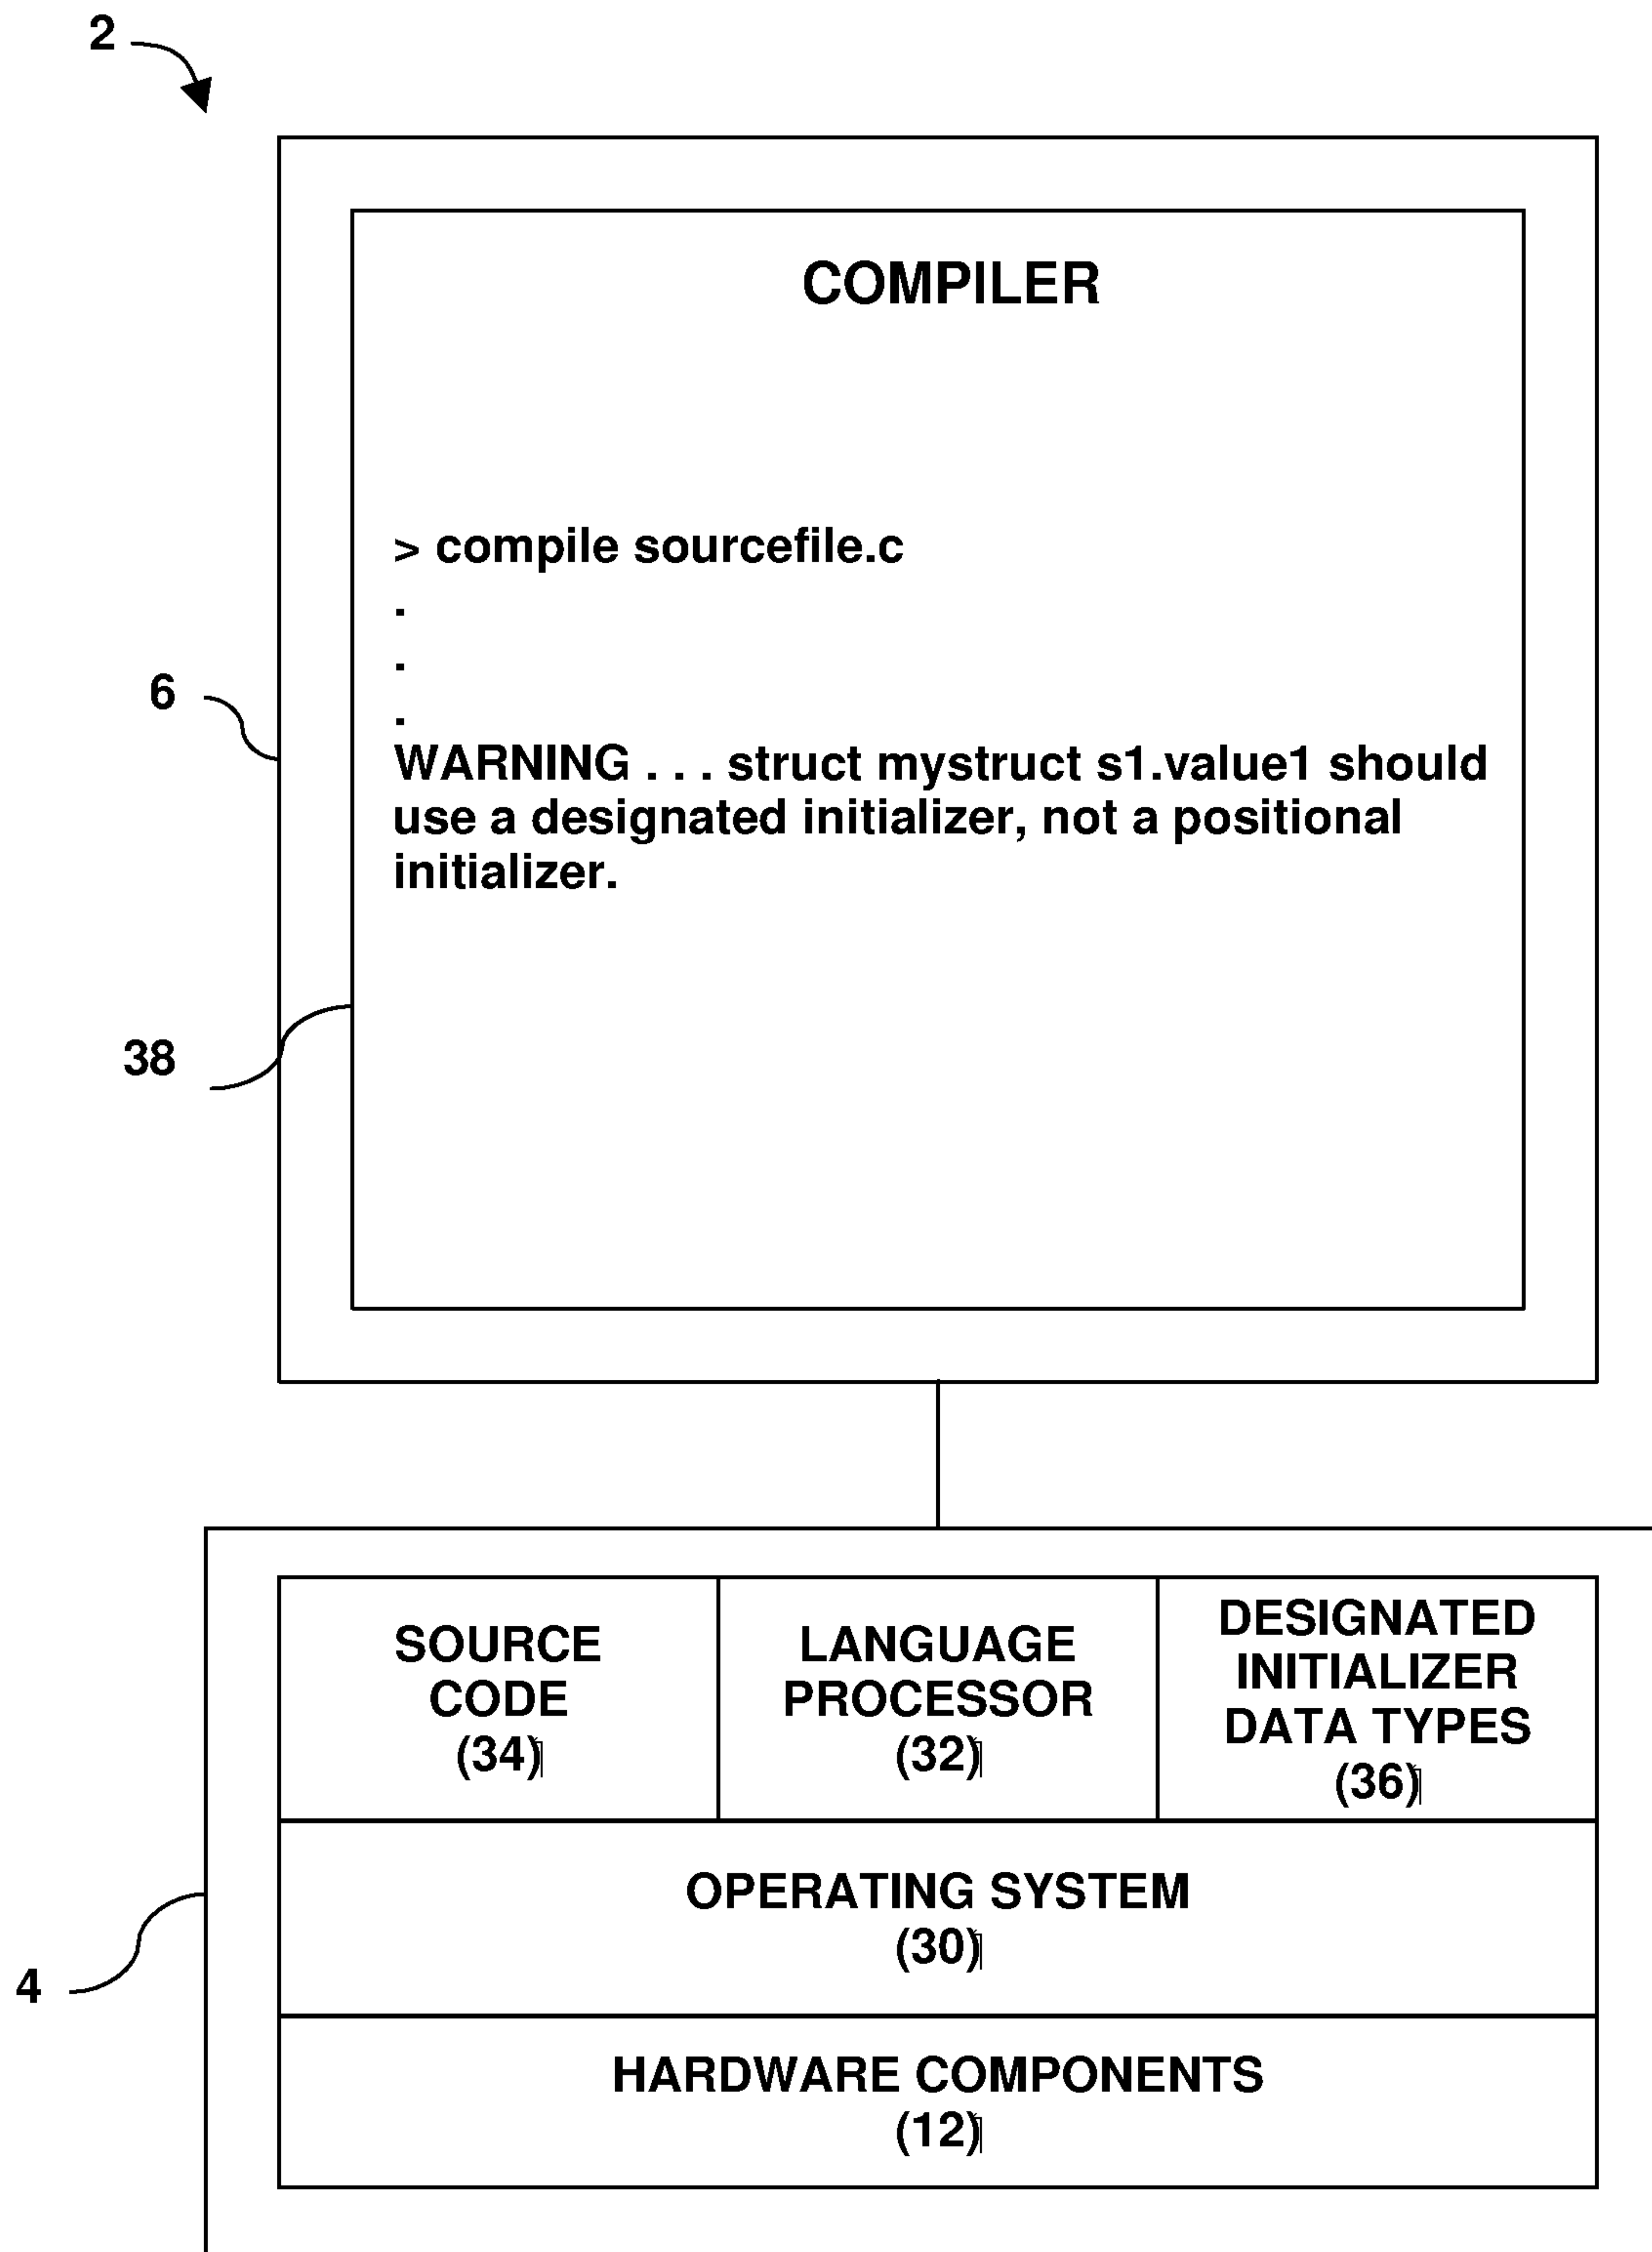 2
COMPILER
> compile sourcefile.c
.
.
.
6
WARNING . . . struct mystruct s1.value1 should
use a designated initializer, not a positional
initializer.
38
SOURCE
CODE
(34)
LANGUAGE
PROCESSOR
(32)
DESIGNATED
INITIALIZER
DATA TYPES
(36)
OPERATING SYSTEM
(30)
4
HARDWARE COMPONENTS
(12)